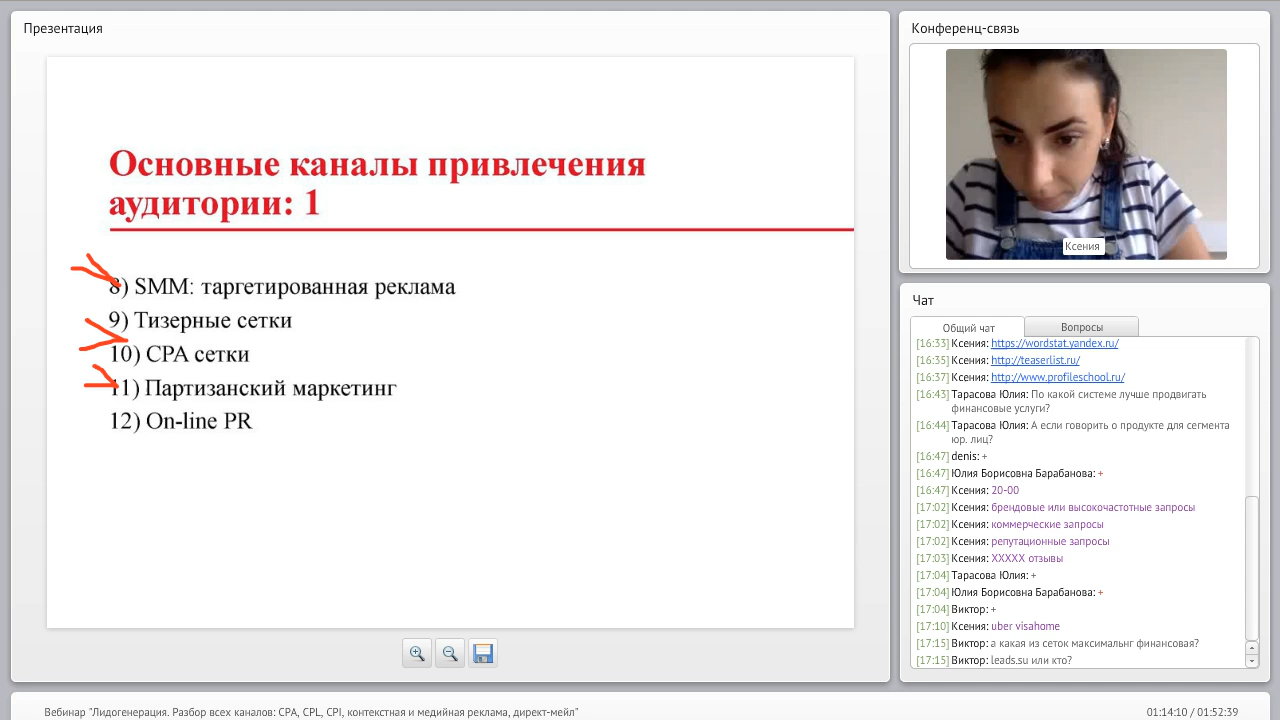 Презентация
Основные каналы привлечения
аудитории: 1
8) SMM: таргетированная реклама
9) Тизерные сетки
10) CPA сетки
11) Партизанский маркетинг
12) On-line PR
Конференц-связь
Ксения
Чат
Общий чат
Вопросы
[16:33] Ксения: https://wordstat.yandex.ru/
[16:35] Ксения: http://teaserlist.ru/
[16:37] Ксения: http://www.profileschool.ru/
[16:43] Тарасова Юлия: По какой системе лучше продвигать
финансовые услуги?
[16:44] Тарасова Юлия: А если говорить о продукте для сегмента
юр. лиц?
[16:47] denis: +
[16:47] Юлия Борисовна Барабанова: +
[16:47] Ксения: 20-00
[17:02] Ксения: брендовые или высокочастотные запросы
[17:02] Ксения: коммерческие запросы
[17:02] Ксения: репутационные запросы
[17:03] Ксения: XXXXX отзывы
[17:04] Тарасова Юлия: +
[17:04] Юлия Борисовна Барабанова: +
[17:04] Виктор: +
[17:10] Ксения: uber visahome
[17:15] Виктор: а какая из сеток максимальнг финансовая?
[17:15] Виктор: leads.su или кто?
Вебинар "Лидогенерация. Разбор всех каналов: CPA, CPL, CPI, контекстная и медийная реклама, директ-мейл"
01:14:10 / 01:52:39